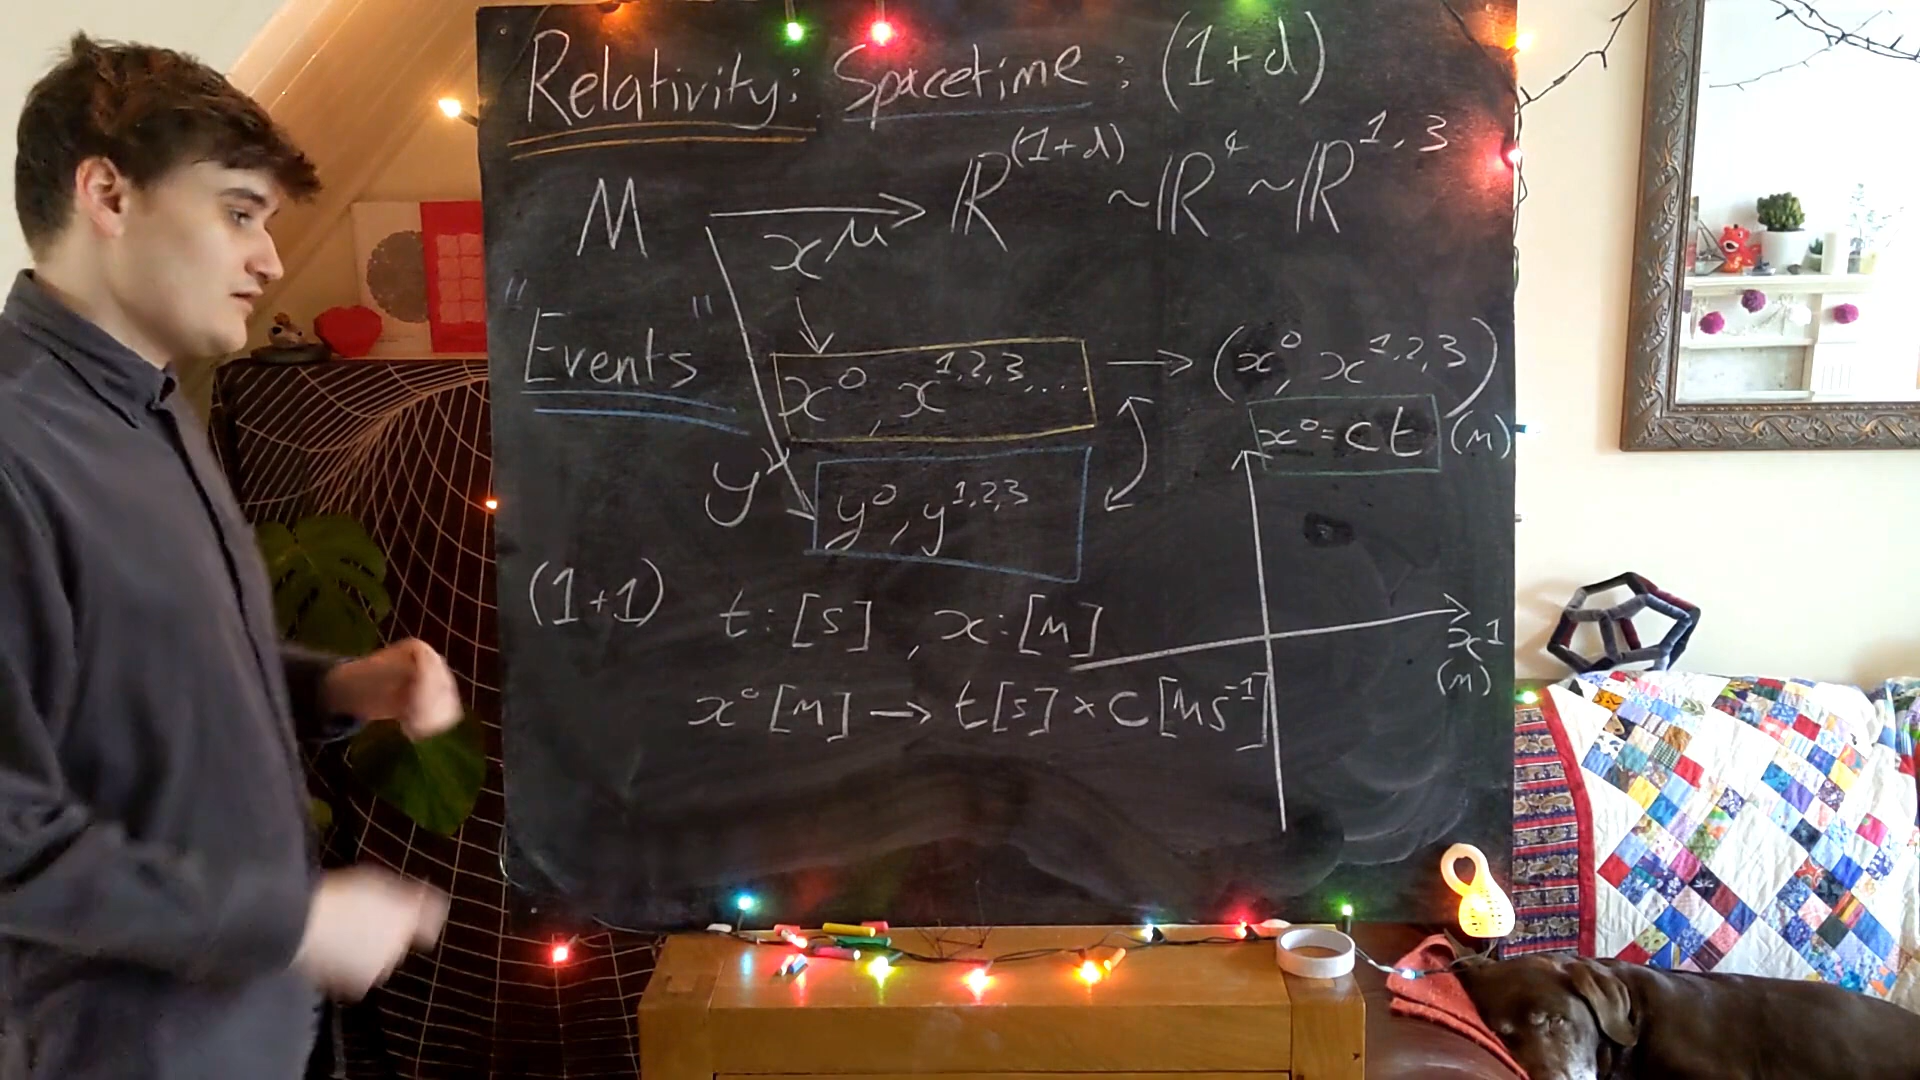 Relativity: Spacetime: (1+d)
M → ℝ^(1+d) ~ ℝ^4 ~ ℝ^1,3
x^μ
"Events"
x^0, x^1,2,3,... → (x^0, x^1,2,3)
x^0 = ct (m)
y^ν
y^0, y^1,2,3
(1+1) t:[s], x:[m]
x^1
(m)
x^0[m] → t[s] × c[ms^-1]